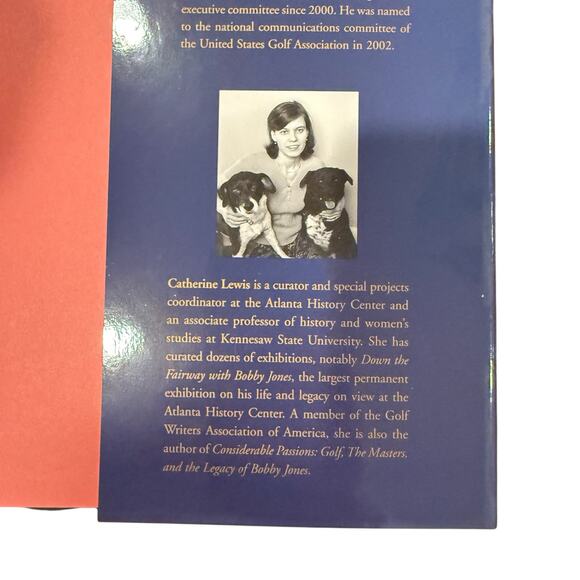 executive committee since 2000. He was named
to the national communications committee of
the United States Golf Association in 2002.
Catherine Lewis is a curator and special projects
coordinator at the Atlanta History Center and
an associate professor of history and women's
studies at Kennesaw State University. She has
curated dozens of exhibitions, notably Down the
Fairway with Bobby Jones, the largest permanent
exhibition on his life and legacy on view at the
Atlanta History Center. A member of the Golf
Writers Association of America, she is also the
author of Considerable Passions: Golf, The Masters,
and the Legacy of Bobby Jones.